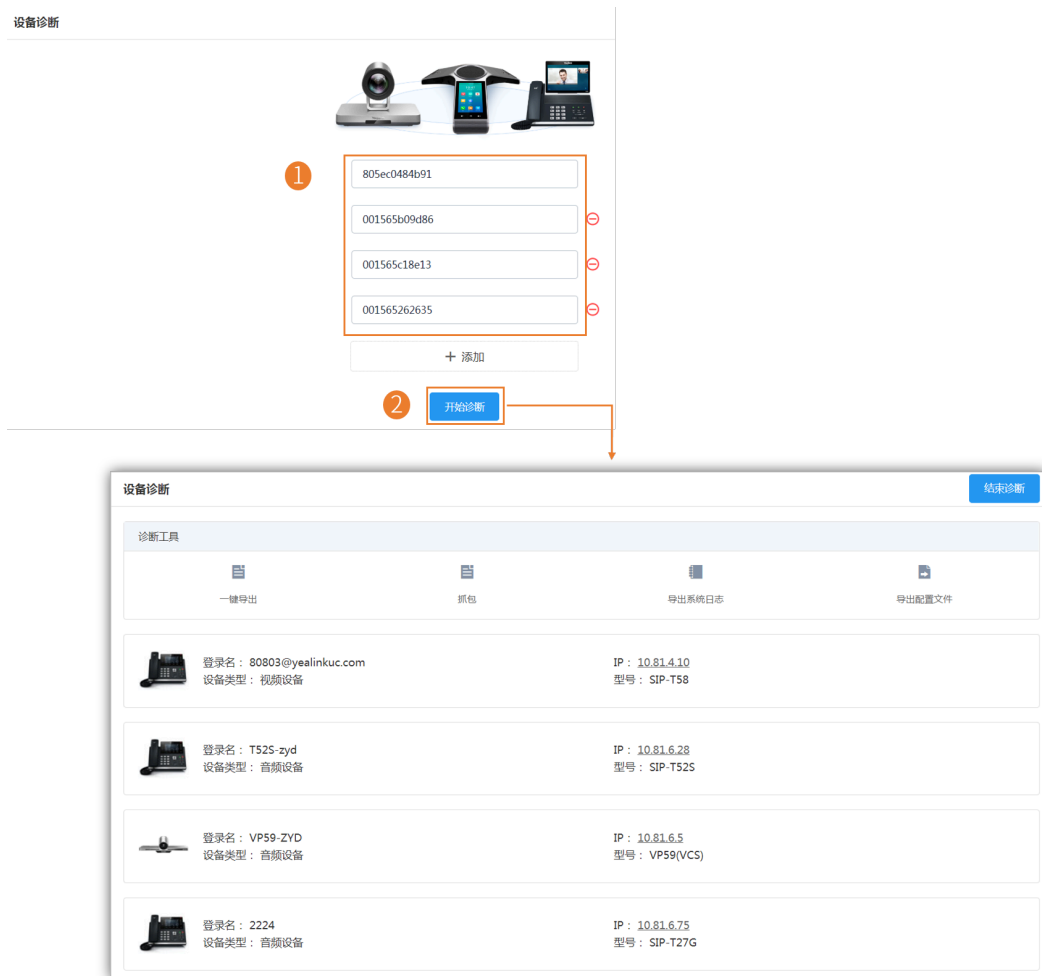 设备诊断
1
805ec0484b91
001565b09d86
001565c18e13
001565262635
+ 添加
2
开始诊断
设备诊断
结束诊断
诊断工具
一键导出
抓包
导出系统日志
导出配置文件
登录名： 80803@yealinkuc.com
IP： 10.81.4.10
设备类型： 视频设备
型号： SIP-T58
登录名： T52S-zyd
IP： 10.81.6.28
设备类型： 音频设备
型号： SIP-T52S
登录名： VP59-ZYD
IP： 10.81.6.5
设备类型： 音频设备
型号： VP59(VCS)
登录名： 2224
IP： 10.81.6.75
设备类型： 音频设备
型号： SIP-T27G